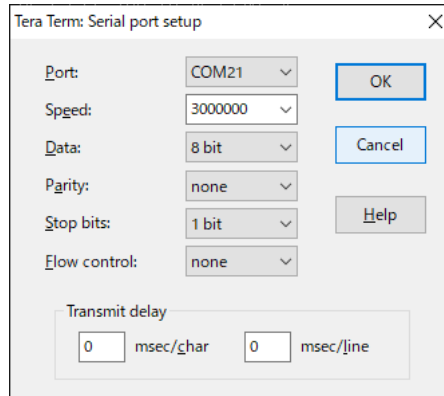 Tera Term: Serial port setup
Port: COM21 OK
Speed: 3000000
Data: 8 bit Cancel
Parity: none
Stop bits: 1 bit Help
Flow control: none
Transmit delay
0 msec/char 0 msec/line